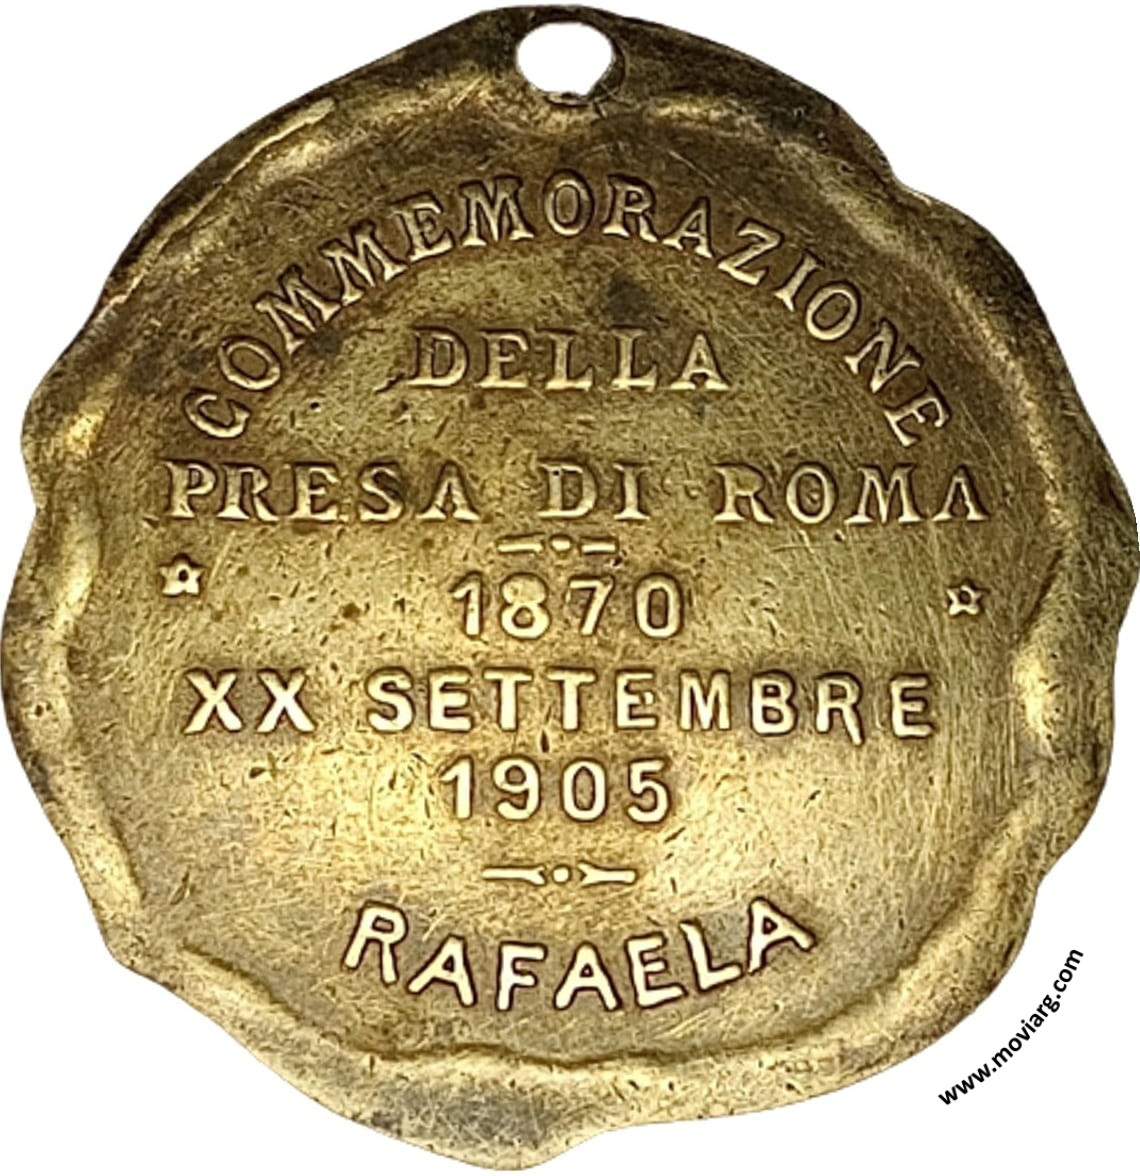 COMMEMORAZIONE
DELLA
PRESA DI ROMA
1870
XX SETTEMBRE
1905
RAFAELA
www.moviarg.com